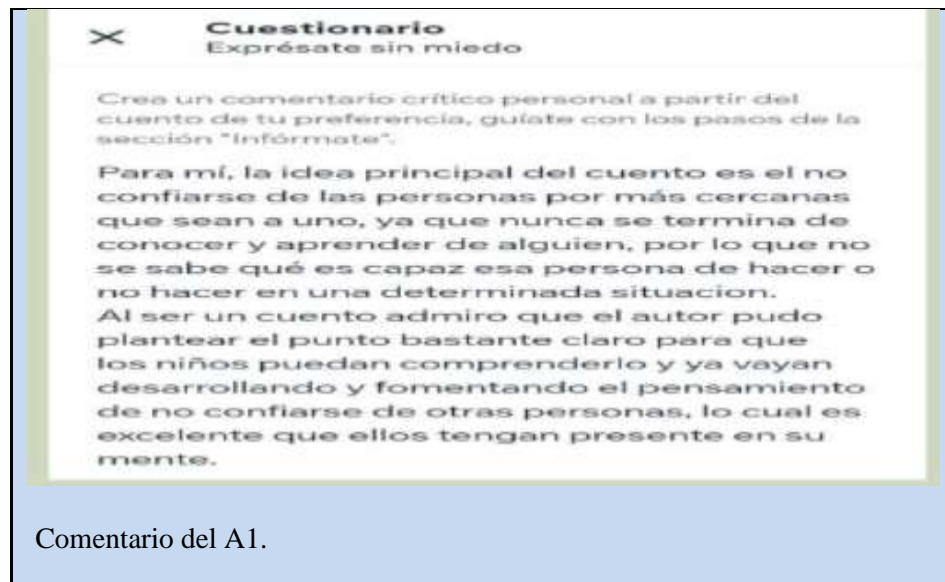 Cuestionario
Exprésate sin miedo
Crea un comentario crítico personal a partir del
cuento de tu preferencia, guíate con los pasos de la
sección "Infórmate".
Para mí, la idea principal del cuento es el no
confiarse de las personas por más cercanas
que sean a uno, ya que nunca se termina de
conocer y aprender de alguien, por lo que no
se sabe qué es capaz esa persona de hacer o
no hacer en una determinada situacion.
Al ser un cuento admiro que el autor pudo
plantear el punto bastante claro para que
los niños puedan comprenderlo y ya vayan
desarrollando y fomentando el pensamiento
de no confiarse de otras personas, lo cual es
excelente que ellos tengan presente en su
mente.
Comentario del A1.